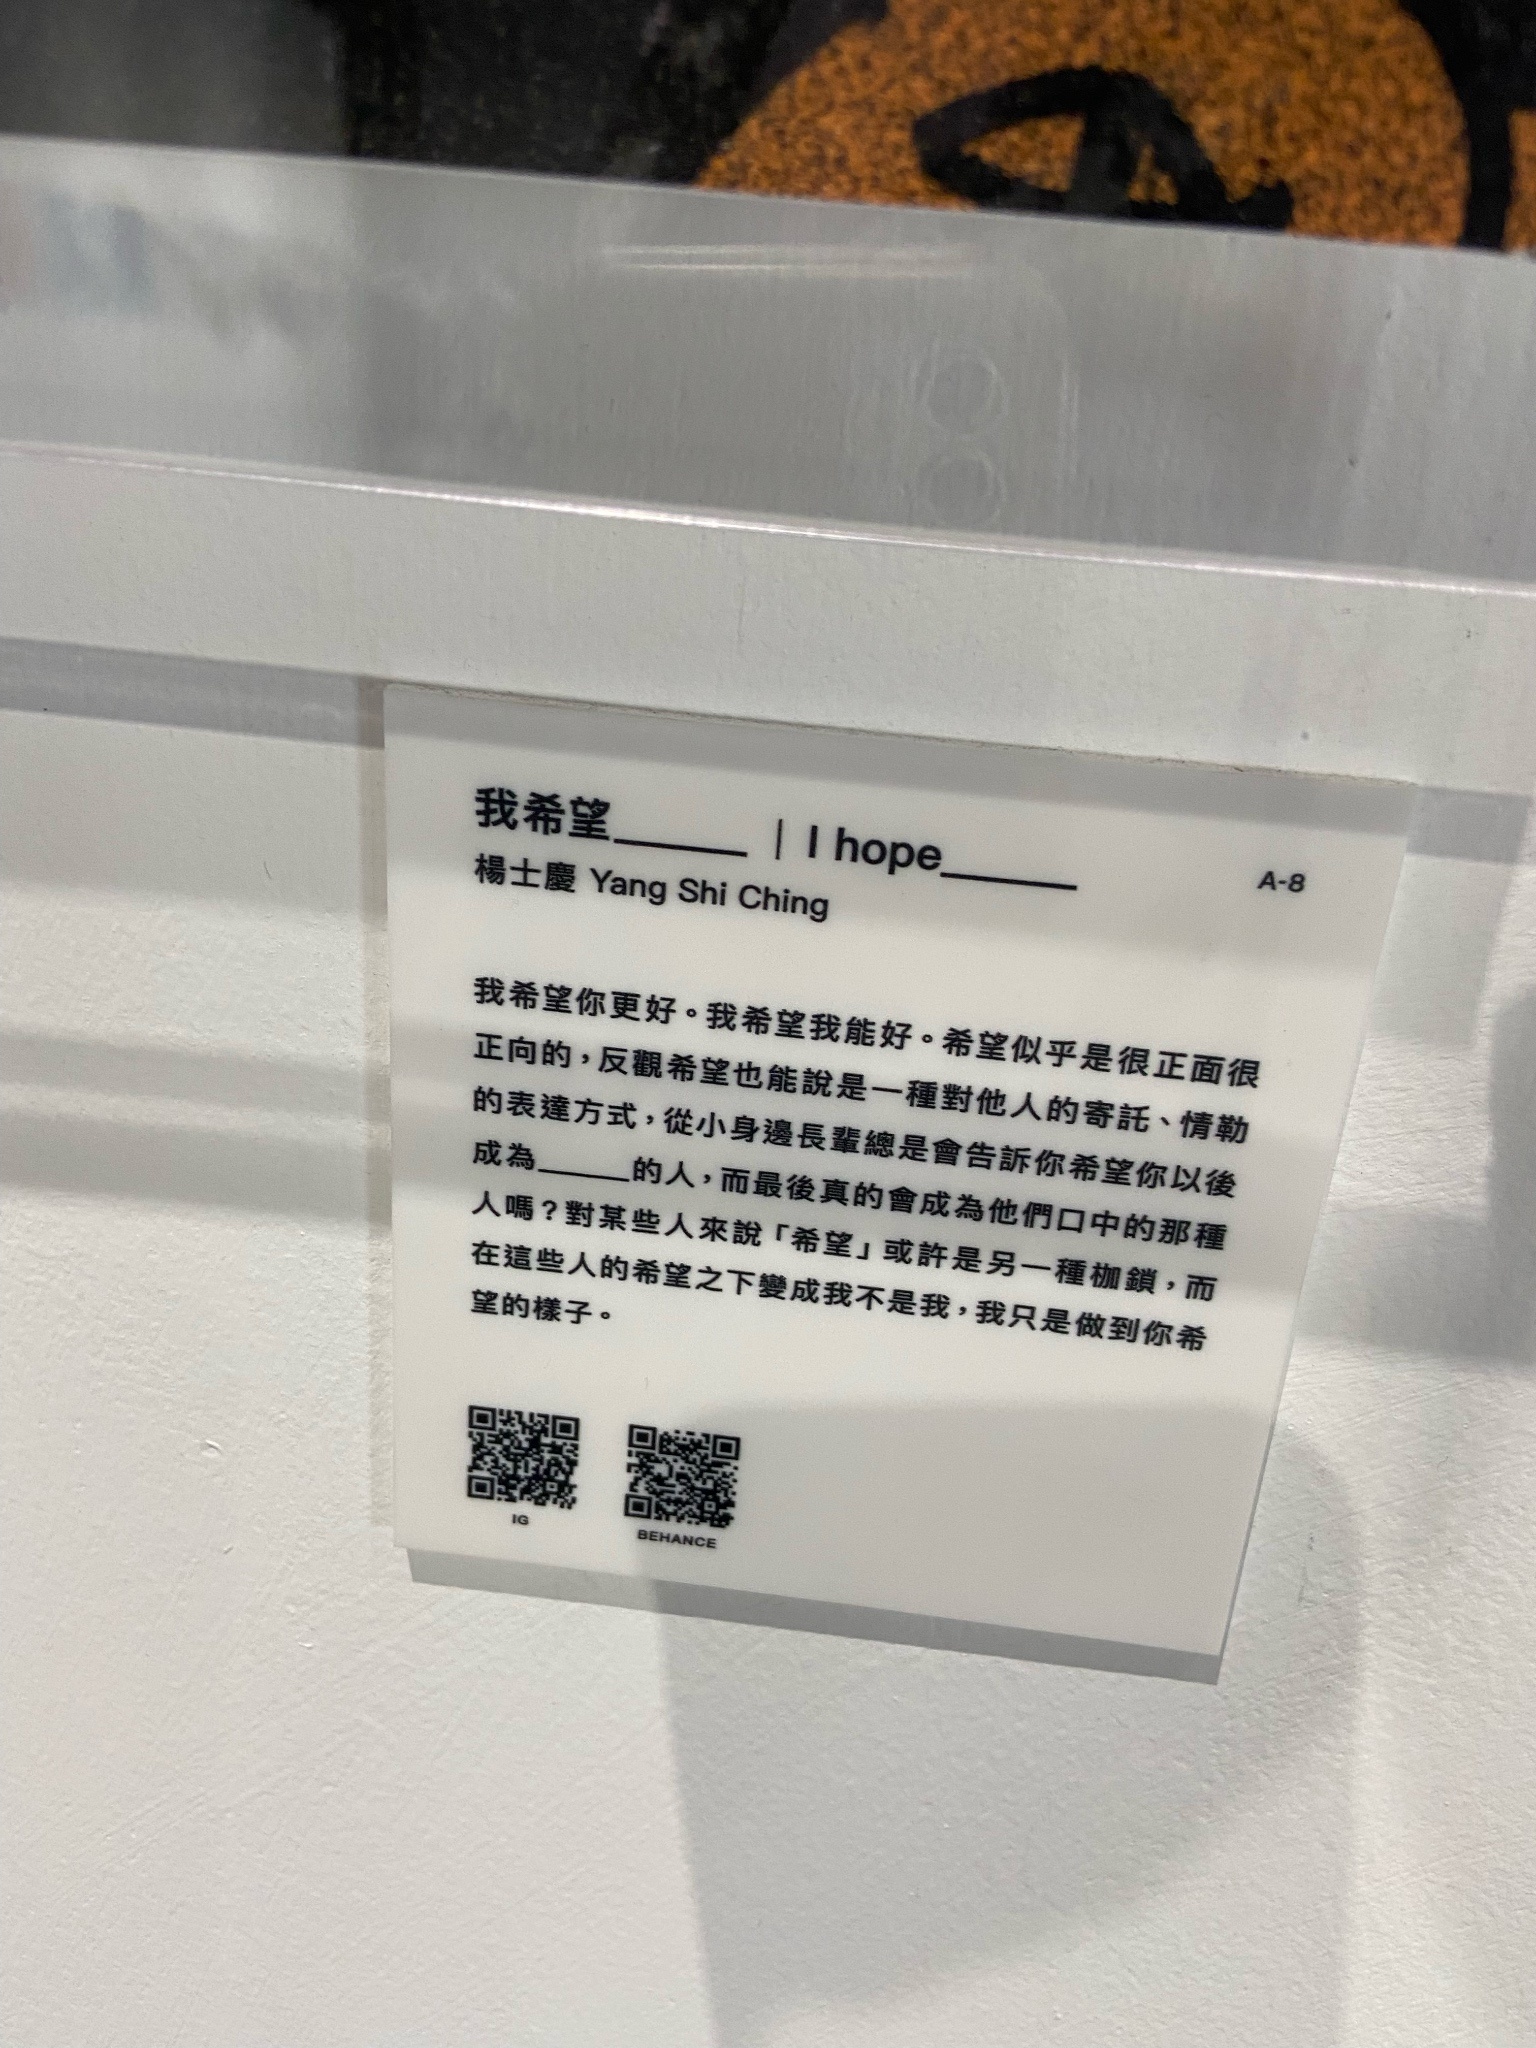 我希望______ | I hope______
楊士慶 Yang Shi Ching
A-8
我希望你更好。我希望我能好。希望似乎是很正面很
正向的，反觀希望也能說是一種對他人的寄託、情勒
的表達方式，從小身邊長輩總是會告訴你希望你以後
成為______的人，而最後真的會成為他們口中的那種
人嗎？對某些人來說「希望」或許是另一種枷鎖，而
在這些人的希望之下變成我不是我，我只是做到你希
望的樣子。
IG
BEHANCE